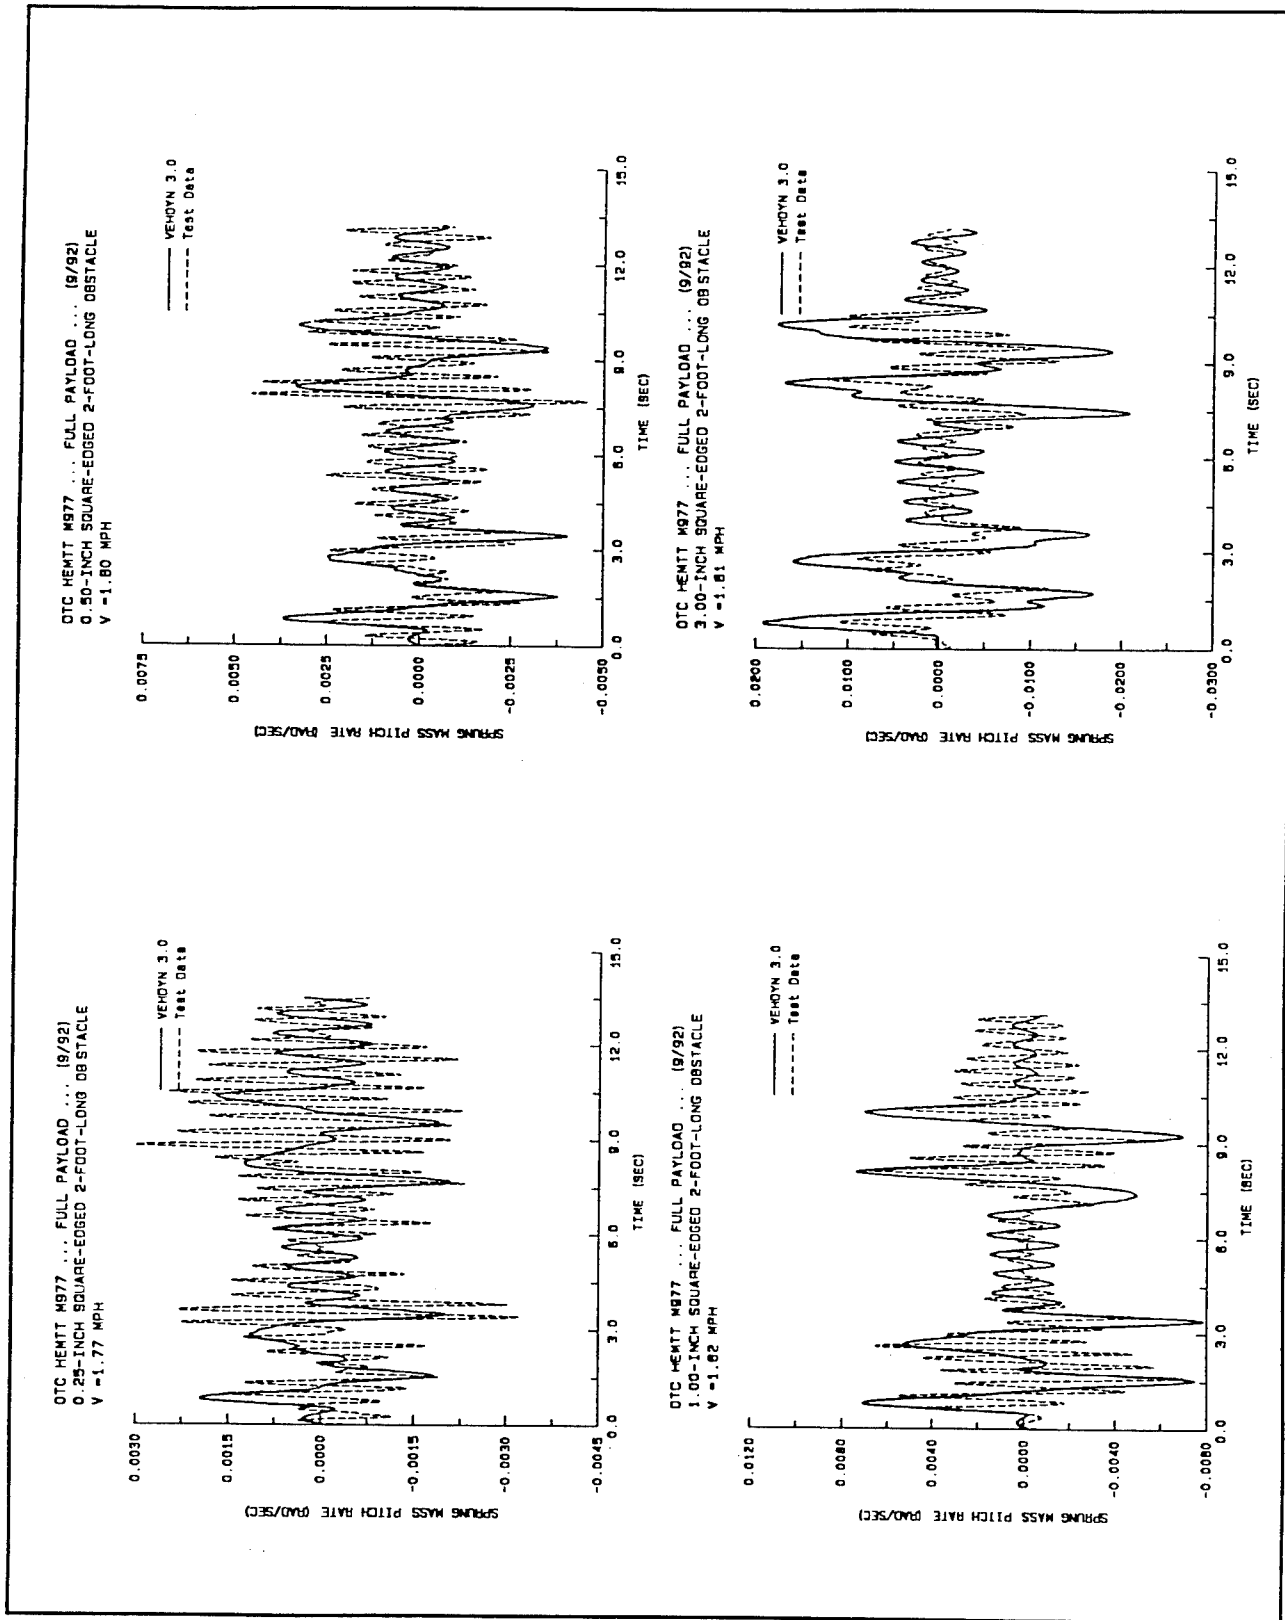 OTC HEMTT M977 ... FULL PAYLOAD ... (9/92)
0.25-INCH SQUARE-EDGED 2-FOOT-LONG OBSTACLE
V =1.77 MPH
VEHDYN 3.0
Test Data
SPRUNG MASS PITCH RATE (RAD/SEC)
0.0030
0.0015
0.0000
-0.0015
-0.0030
-0.0045
0.0 3.0 6.0 9.0 12.0 15.0
TIME (SEC)
OTC HEMTT M977 ... FULL PAYLOAD ... (9/92)
0.50-INCH SQUARE-EDGED 2-FOOT-LONG OBSTACLE
V =1.80 MPH
VEHDYN 3.0
Test Data
SPRUNG MASS PITCH RATE (RAD/SEC)
0.0075
0.0050
0.0025
0.0000
-0.0025
-0.0050
0.0 3.0 6.0 9.0 12.0 15.0
TIME (SEC)
OTC HEMTT M977 ... FULL PAYLOAD ... (9/92)
1.00-INCH SQUARE-EDGED 2-FOOT-LONG OBSTACLE
V =1.82 MPH
VEHDYN 3.0
Test Data
SPRUNG MASS PITCH RATE (RAD/SEC)
0.0120
0.0080
0.0040
0.0000
-0.0040
-0.0080
0.0 3.0 6.0 9.0 12.0 15.0
TIME (SEC)
OTC HEMTT M977 ... FULL PAYLOAD ... (9/92)
3.00-INCH SQUARE-EDGED 2-FOOT-LONG OBSTACLE
V =1.81 MPH
VEHDYN 3.0
Test Data
SPRUNG MASS PITCH RATE (RAD/SEC)
0.0200
0.0100
0.0000
-0.0100
-0.0200
-0.0300
0.0 3.0 6.0 9.0 12.0 15.0
TIME (SEC)